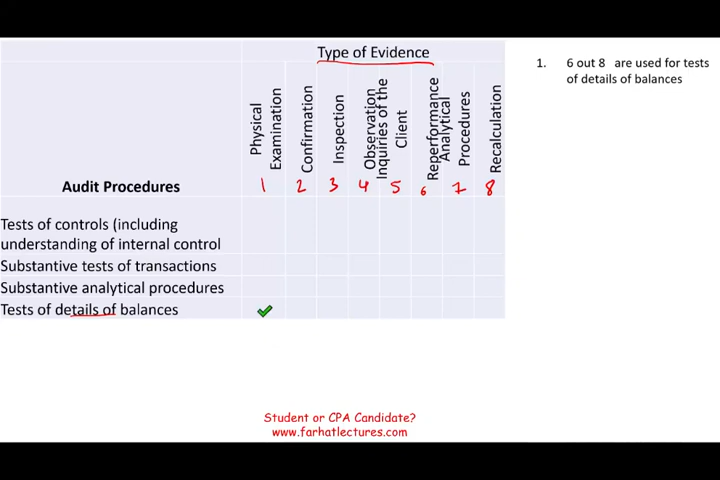 Type of Evidence
1. 6 out 8 are used for tests
of details of balances
Physical
Examination
Confirmation
Inspection
Observation
Inquiries of the
Client
Reperformance
Analytical
Procedures
Recalculation
Audit Procedures
1 2 3 4 5 6 7 8
Tests of controls (including
understanding of internal control
Substantive tests of transactions
Substantive analytical procedures
Tests of details of balances
Student or CPA Candidate?
www.farhatlectures.com